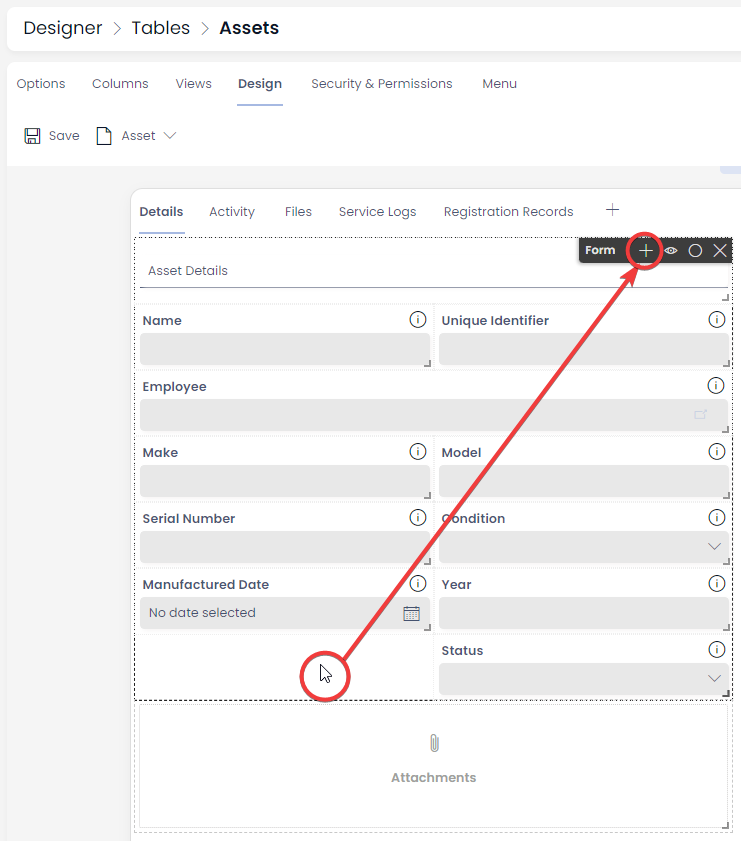 Designer > Tables > Assets
Options Columns Views Design Security & Permissions Menu
Save Asset
Details Activity Files Service Logs Registration Records +
Form
Asset Details
Name Unique Identifier
Employee
Make Model
Serial Number Condition
Manufactured Date Year
No date selected
Status
Attachments